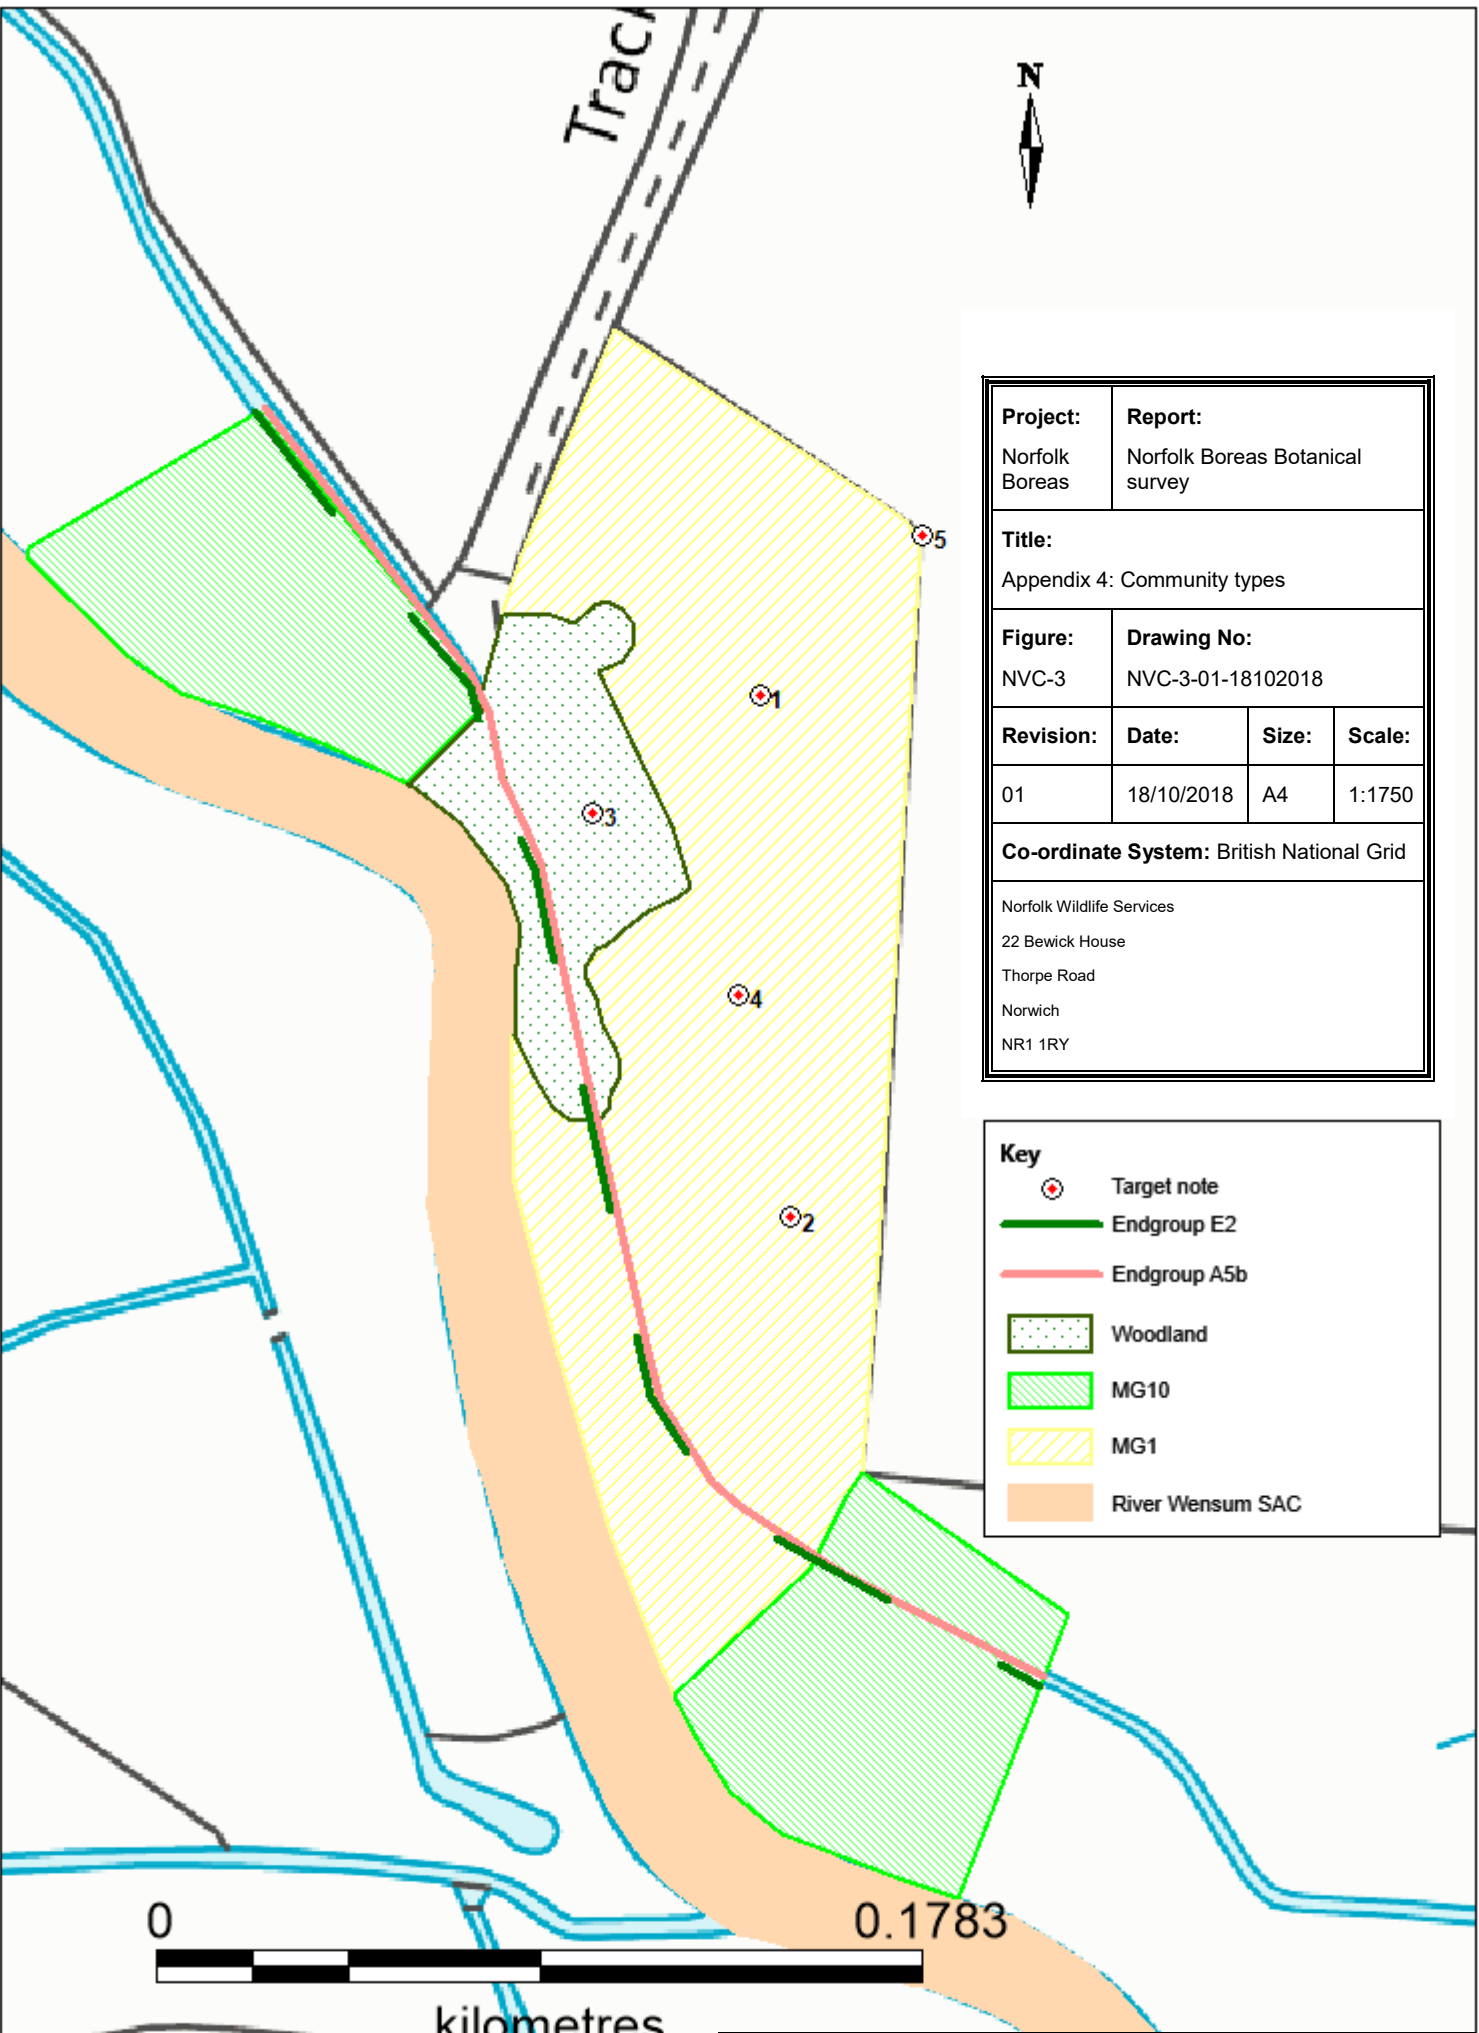 Track
N
5
1
3
4
2
Project:
Report:
Norfolk
Boreas
Norfolk Boreas Botanical
survey
Title:
Appendix 4: Community types
Figure:
Drawing No:
NVC-3
NVC-3-01-18102018
Revision:
Date:
Size:
Scale:
01
18/10/2018
A4
1:1750
Co-ordinate System: British National Grid
Norfolk Wildlife Services
22 Bewick House
Thorpe Road
Norwich
NR1 1RY
Key
Target note
Endgroup E2
Endgroup A5b
Woodland
MG10
MG1
River Wensum SAC
0
0.1783
kilometres